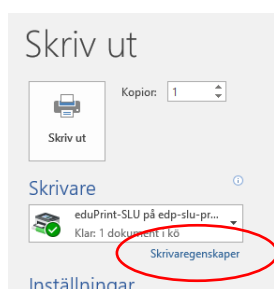 Skriv ut
Kopior: 1
Skriv ut
Skrivare
eduPrint-SLU på edp-slu-pr...
Klar: 1 dokument i kö
Skrivaregenskaper
Inställningar